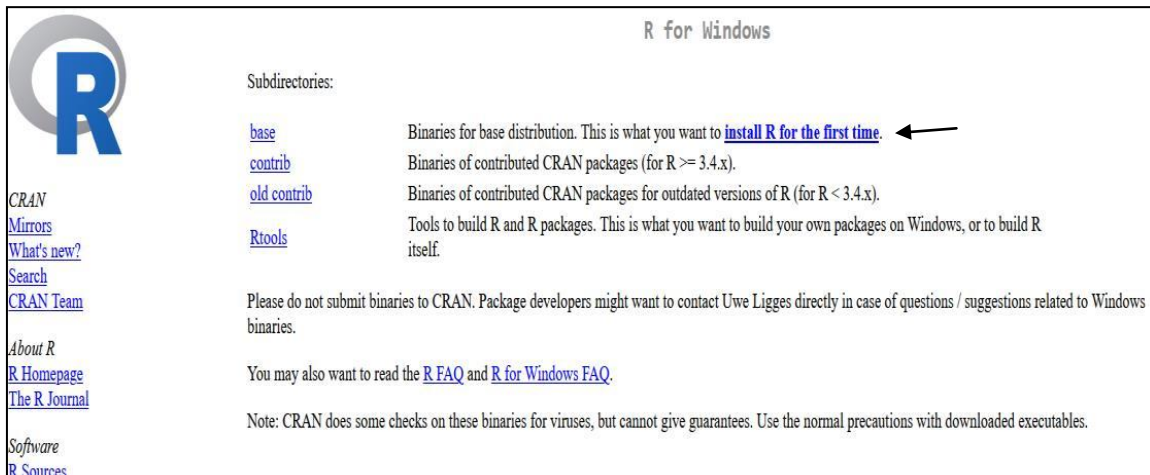 R
CRAN
Mirrors
What's new?
Search
CRAN Team
About R
R Homepage
The R Journal
Software
R Sources
R for Windows
Subdirectories:
base Binaries for base distribution. This is what you want to install R for the first time.
contrib Binaries of contributed CRAN packages (for R >= 3.4.x).
old contrib Binaries of contributed CRAN packages for outdated versions of R (for R < 3.4.x).
Rtools Tools to build R and R packages. This is what you want to build your own packages on Windows, or to build R
itself.
Please do not submit binaries to CRAN. Package developers might want to contact Uwe Ligges directly in case of questions / suggestions related to Windows
binaries.
You may also want to read the R FAQ and R for Windows FAQ.
Note: CRAN does some checks on these binaries for viruses, but cannot give guarantees. Use the normal precautions with downloaded executables.